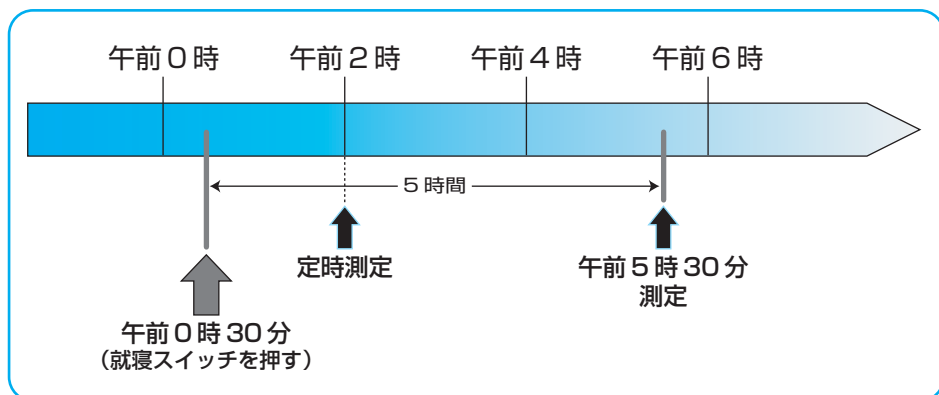 午前0時 午前2時 午前4時 午前6時
5時間
定時測定
午前5時30分
測定
午前0時30分
（就寝スイッチを押す）